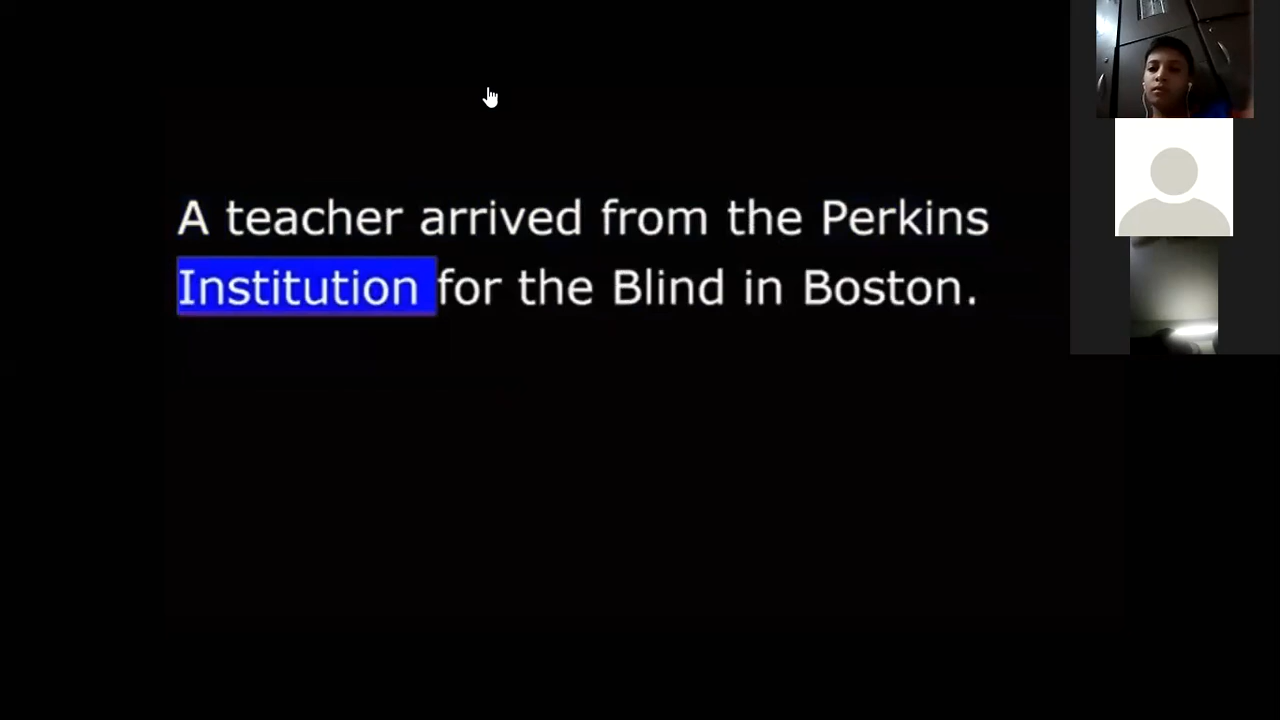 A teacher arrived from the Perkins
Institution for the Blind in Boston.